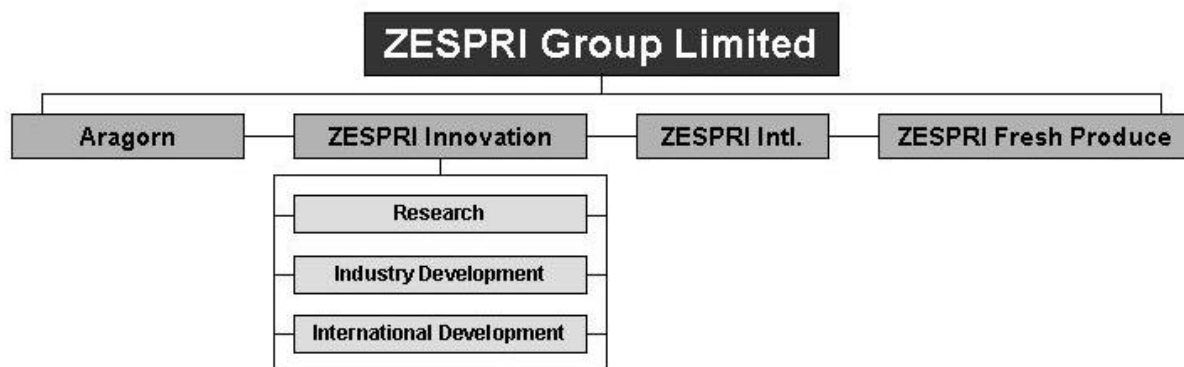 ZESPRI Group Limited
Aragorn
ZESPRI Innovation
ZESPRI Intl.
ZESPRI Fresh Produce
Research
Industry Development
International Development